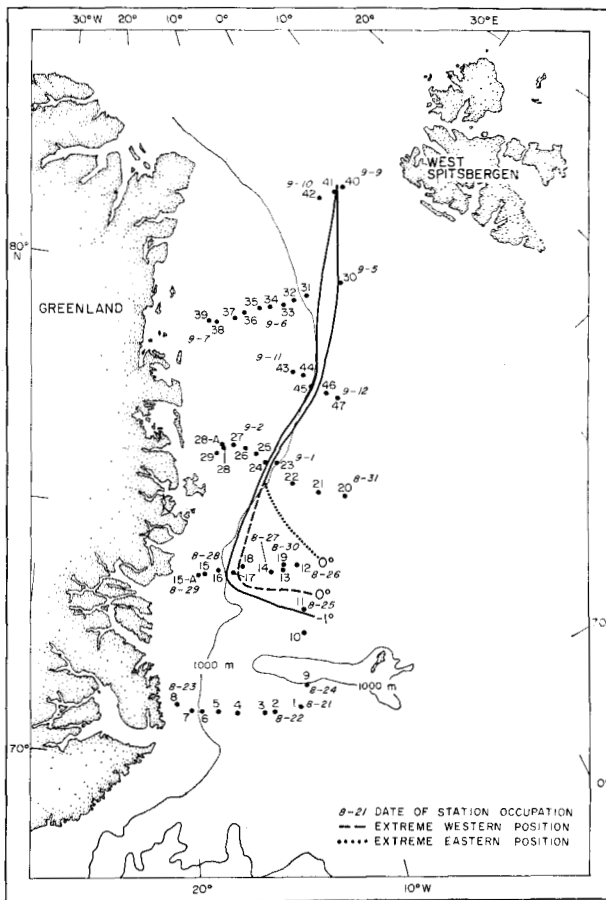 30°W 20° 10° 0° 10° 20° 30°E
WEST
SPITSBERGEN
9-10 41 40 9-9
42
80°
N
30 9-5
GREENLAND
39 38 37 36 35 34 33 32 31
9-6
9-7
9-11
43 44
45 46 9-12
47
28-A 27 9-2
29 28 26 25
24 23 9-1
22 21 20 8-31
8-27
8-28 8-30
15 18 19 12 0°
15-A 16 17 14 13 8-26
8-29
0°
11 8-25
-1°
10
70
1000 m
9 1000 m
8-24
8-23
8 7 6 5 4 3 2 1 8-21
8-22
70°
0°
8-21 DATE OF STATION OCCUPATION
EXTREME WESTERN POSITION
EXTREME EASTERN POSITION
20° 10°W